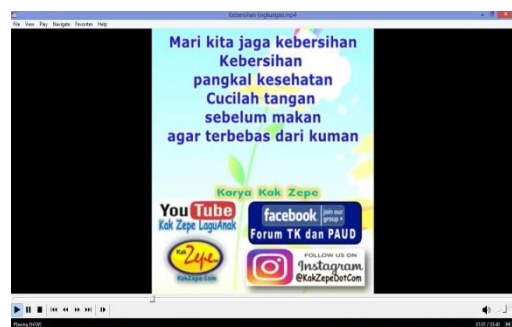 Kebersihan lingkungan.mp4
File View Play Navigate Favorites Help
Mari kita jaga kebersihan
Kebersihan
pangkal kesehatan
Cucilah tangan
sebelum makan
agar terbebas dari kuman
Karya Kak Zepe
YouTube
Kak Zepe LaguAnak
facebook join our group
Forum TK dan PAUD
Kak Zepe
KakZepe.Com
FOLLOW US ON
Instagram
@KakZepeDotCom
Playing [H/W]